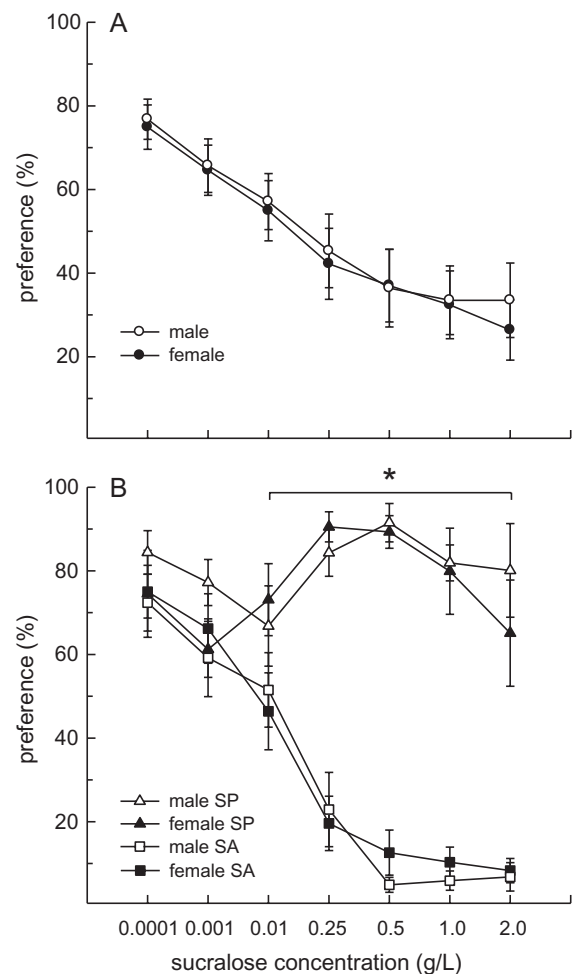 A
100
80
60
40
20
preference (%)
male
female
B
*
100
80
60
40
20
preference (%)
male SP
female SP
male SA
female SA
0.0001 0.001 0.01 0.25 0.5 1.0 2.0
sucralose concentration (g/L)